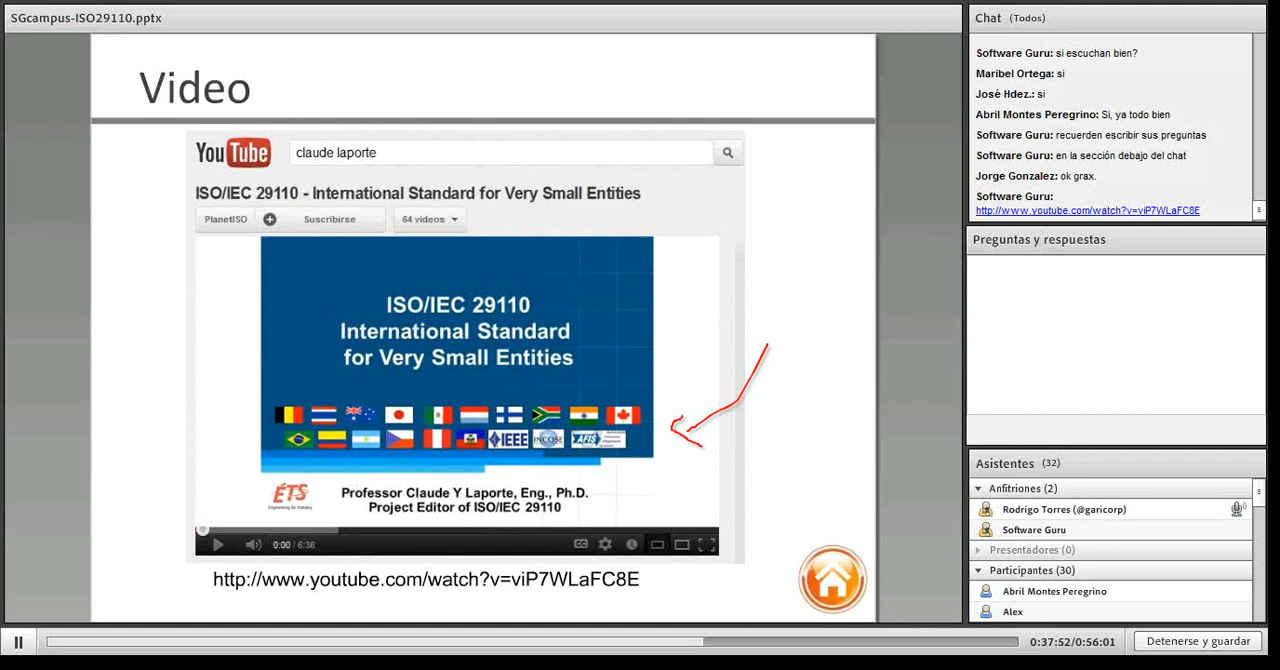 SGcampus-ISO29110.pptx
Video
YouTube
claude laporte
ISO/IEC 29110 - International Standard for Very Small Entities
PlanetISO
Suscribirse
64 videos
ISO/IEC 29110
International Standard
for Very Small Entities
IEEE
INCOSE
AFIS
ÉTS
Engineering for Industry
Professor Claude Y Laporte, Eng., Ph.D.
Project Editor of ISO/IEC 29110
0:00 / 6:36
http://www.youtube.com/watch?v=viP7WLaFC8E
Chat (Todos)
Software Guru: si escuchan bien?
Maribel Ortega: si
José Hdez.: si
Abril Montes Peregrino: Si, ya todo bien
Software Guru: recuerden escribir sus preguntas
Software Guru: en la sección debajo del chat
Jorge Gonzalez: ok grax.
Software Guru:
http://www.youtube.com/watch?v=viP7WLaFC8E
Preguntas y respuestas
Asistentes (32)
Anfitriones (2)
Rodrigo Torres (@garicorp)
Software Guru
Presentadores (0)
Participantes (30)
Abril Montes Peregrino
Alex
0:37:52/0:56:01
Detenerse y guardar